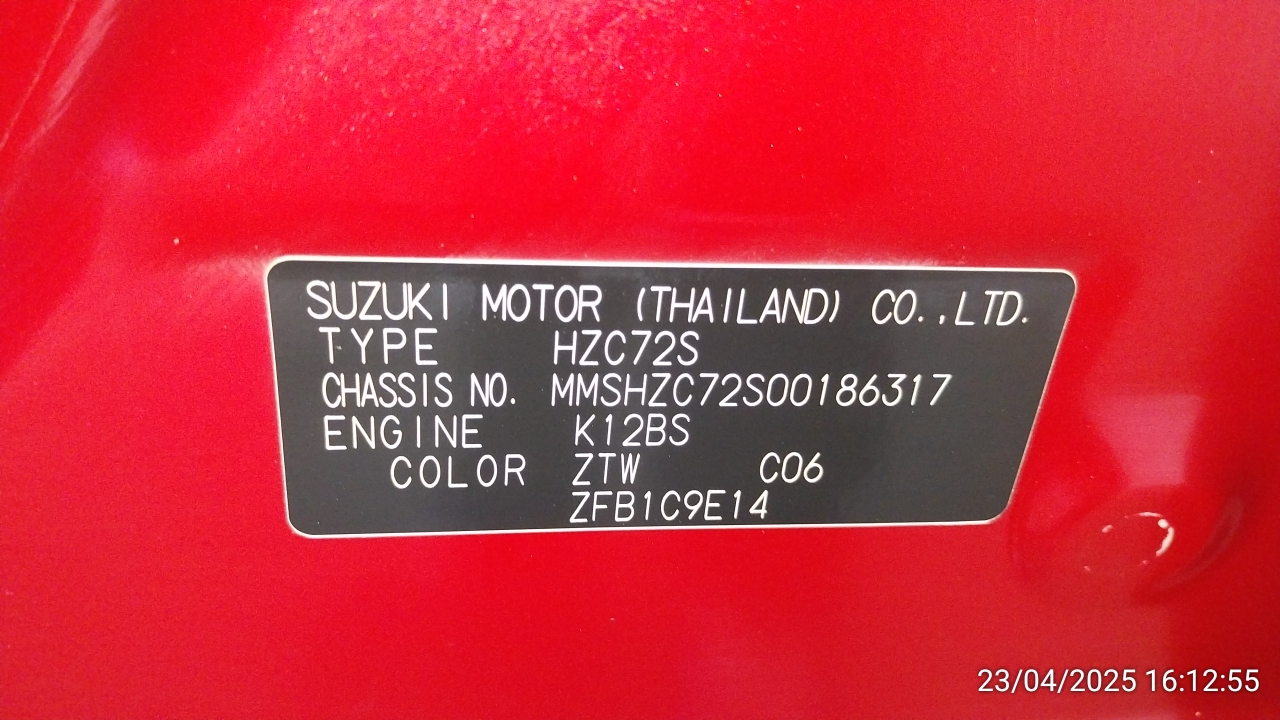 SUZUKI MOTOR (THAILAND) CO.,LTD.
TYPE HZC72S
CHASSIS NO. MMSHZC72S00186317
ENGINE K12BS
COLOR ZTW C06
ZFB1C9E14
23/04/2025 16:12:55